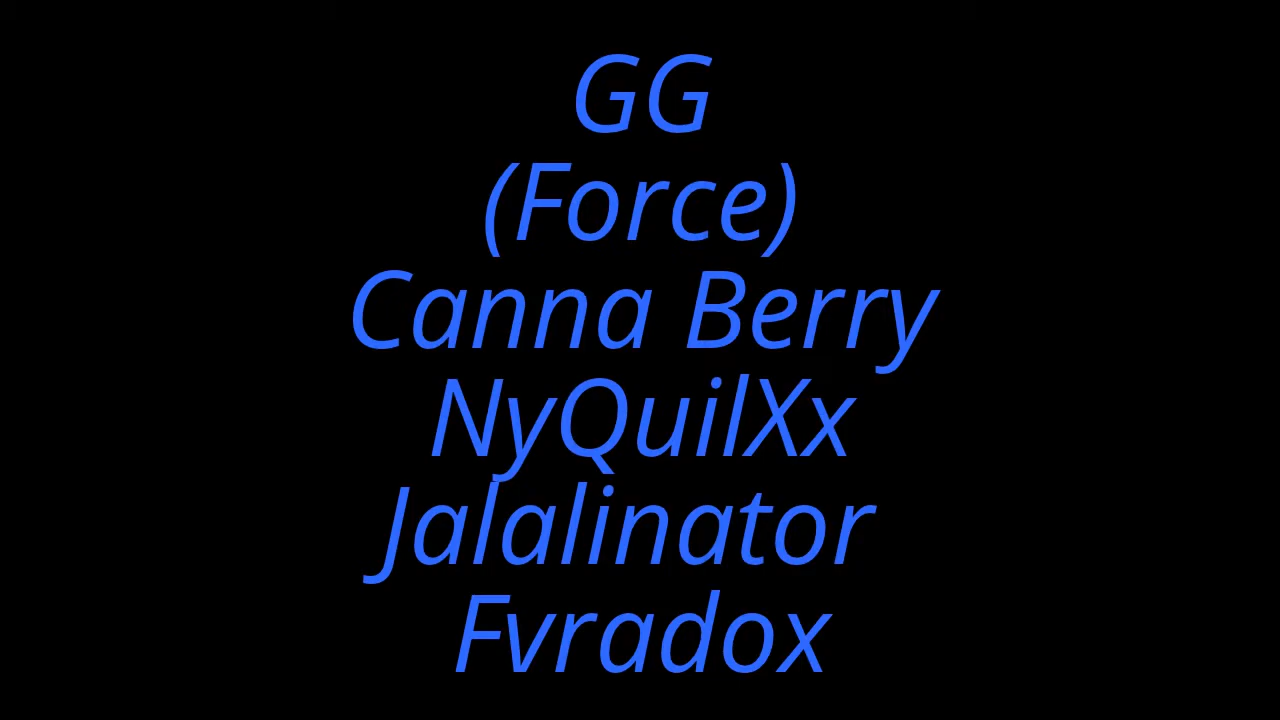 GG
(Force)
Canna Berry
NyQuilXx
Jalalinator
Fvradox